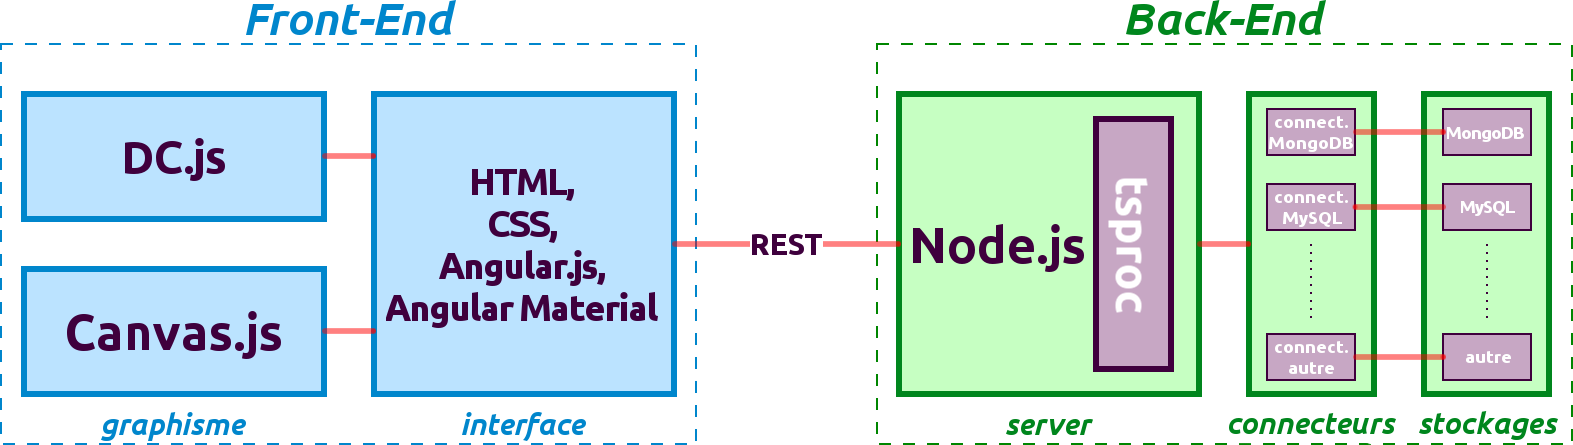 Front-End
DC.js
Canvas.js
graphisme
HTML,
CSS,
Angular.js,
Angular Material
interface
REST
Back-End
Node.js
tsproc
server
connect.
MongoDB
connect.
MySQL
connect.
autre
connecteurs
MongoDB
MySQL
autre
stockages